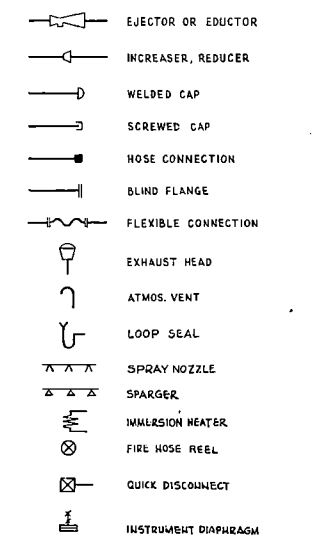 EJECTOR OR EDUCTOR
INCREASER, REDUCER
WELDED CAP
SCREWED CAP
HOSE CONNECTION
BLIND FLANGE
FLEXIBLE CONNECTION
EXHAUST HEAD
ATMOS. VENT
LOOP SEAL
SPRAY NOZZLE
SPARGER
IMMERSION HEATER
FIRE HOSE REEL
QUICK DISCONNECT
INSTRUMENT DIAPHRAGM